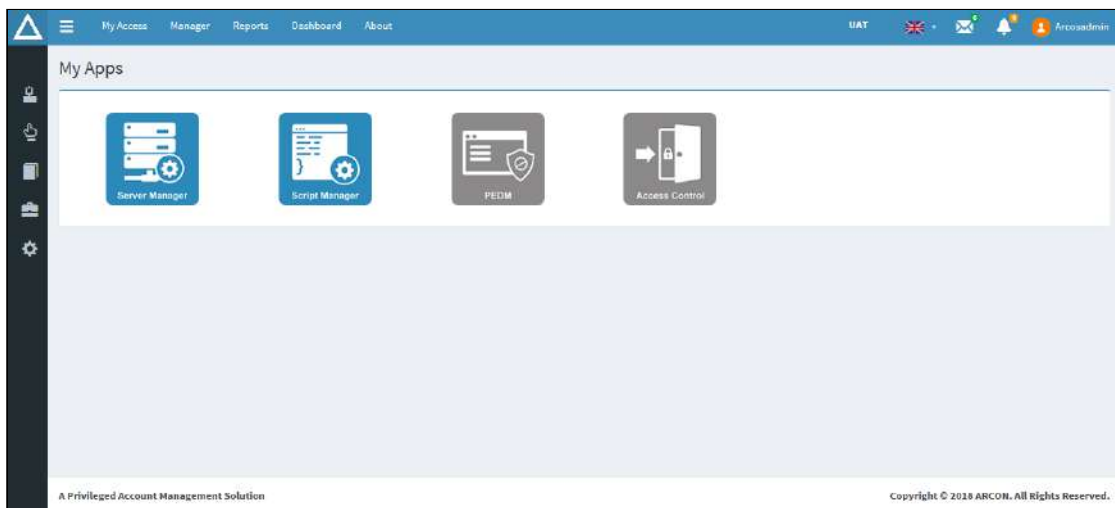 My Access Manager Reports Dashboard About UAT Arcosadmin
My Apps
Server Manager Script Manager PEDM Access Control
A Privileged Account Management Solution Copyright © 2018 ARCON. All Rights Reserved.